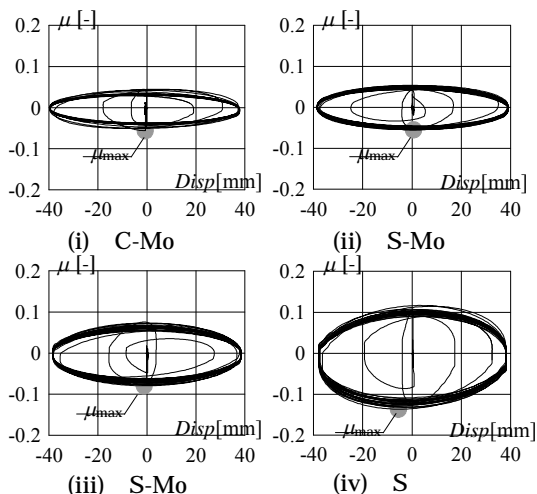 μ [-] μ [-]
0.2 0.2
0.1 0.1
0 0
-0.1 -0.1
μmax μmax
Disp[mm] Disp[mm]
-0.2 -0.2
-40 -20 0 20 40 -40 -20 0 20 40
(i) C-Mo (ii) S-Mo
μ [-] μ [-]
0.2 0.2
0.1 0.1
0 0
-0.1 -0.1
μmax μmax
Disp[mm] Disp[mm]
-0.2 -0.2
-40 -20 0 20 40 -40 -20 0 20 40
(iii) S-Mo (iv) S